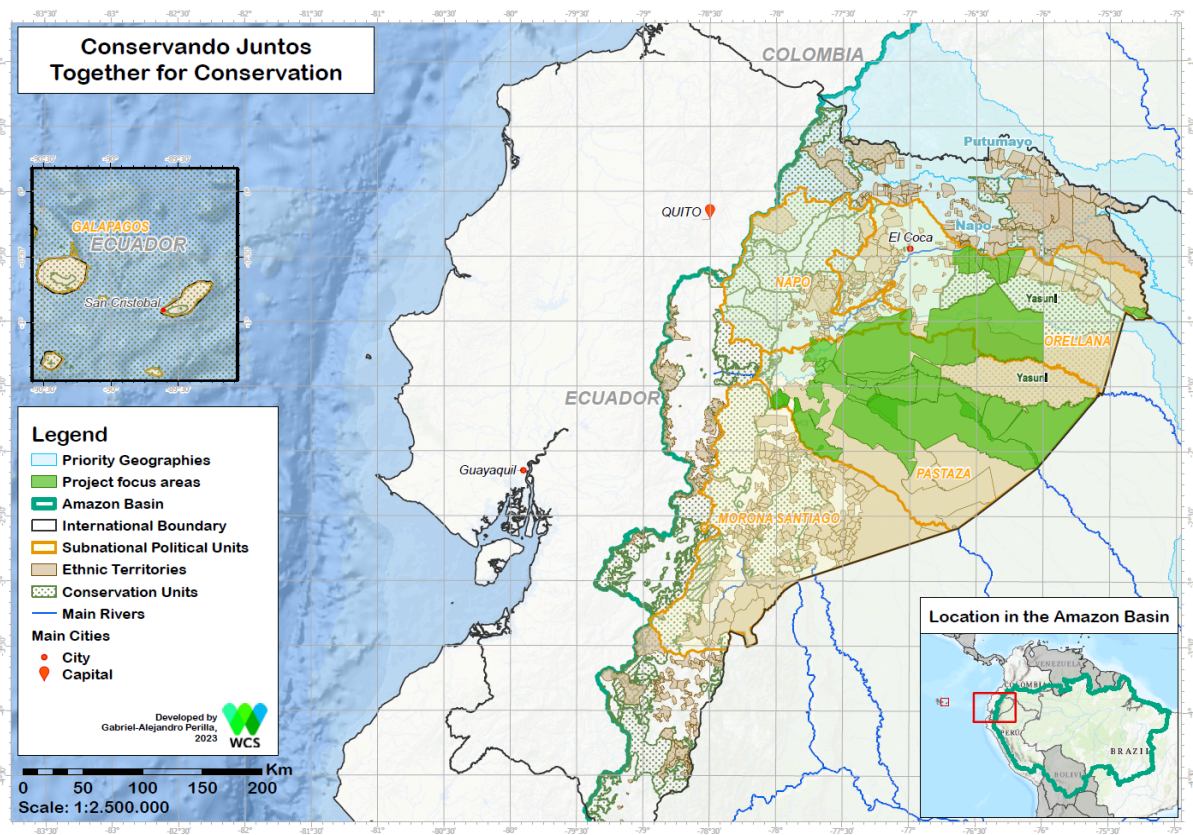 Conservando Juntos
Together for Conservation
COLOMBIA
Putumayo
QUITO
El Coca
Napo
NAPO
Yasuní
ORELLANA
Yasuní
ECUADOR
PASTAZA
Guayaquil
MORONA SANTIAGO
GALAPAGOS
ECUADOR
San Cristobal
Legend
Priority Geographies
Project focus areas
Amazon Basin
International Boundary
Subnational Political Units
Ethnic Territories
Conservation Units
Main Rivers
Main Cities
City
Capital
Developed by
Gabriel-Alejandro Perilla,
2023
WCS
Km
0 50 100 150 200
Scale: 1:2.500.000
Location in the Amazon Basin
VENEZUELA
COLOMBIA
PERU
BRAZIL
BOLIVI